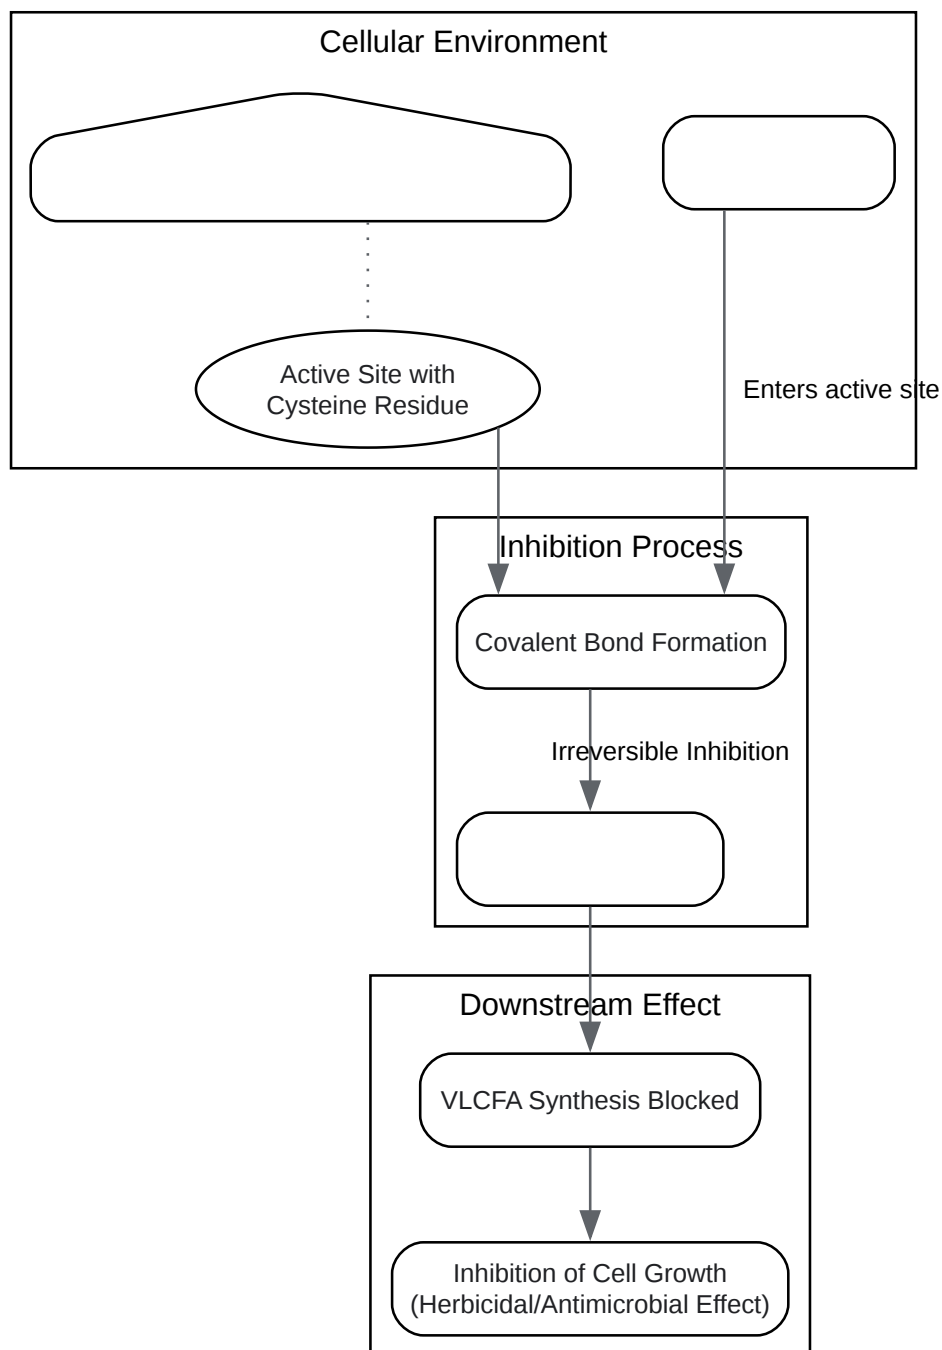 Cellular Environment
Active Site with
Cysteine Residue
Enters active site
Inhibition Process
Covalent Bond Formation
Irreversible Inhibition
Downstream Effect
VLCFA Synthesis Blocked
Inhibition of Cell Growth
(Herbicidal/Antimicrobial Effect)